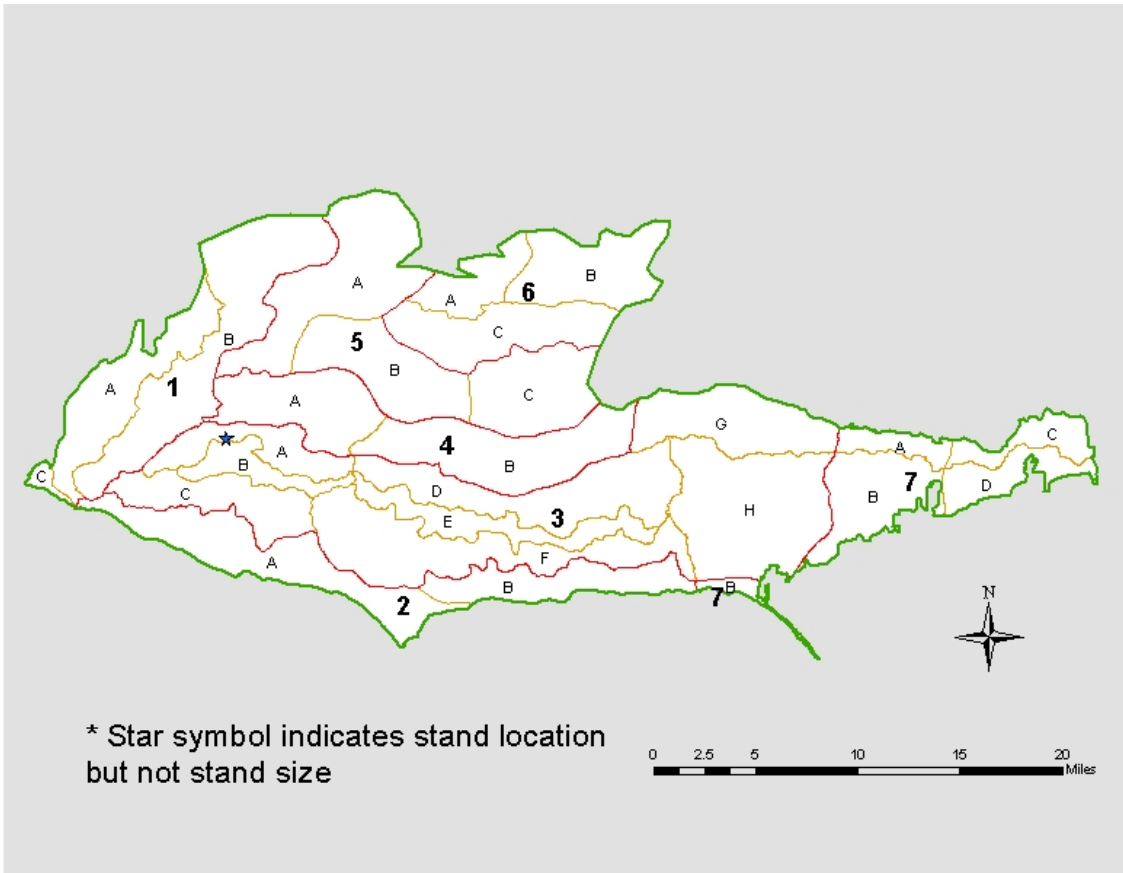 A
B
6
A
C
5
B
B
A
1
A
C
G
A
C
4
B
A
B
C
C
D
7
D
B
E
3
H
F
A
B
B
2
7
N
* Star symbol indicates stand location
but not stand size
0 2.5 5 10 15 20
Miles